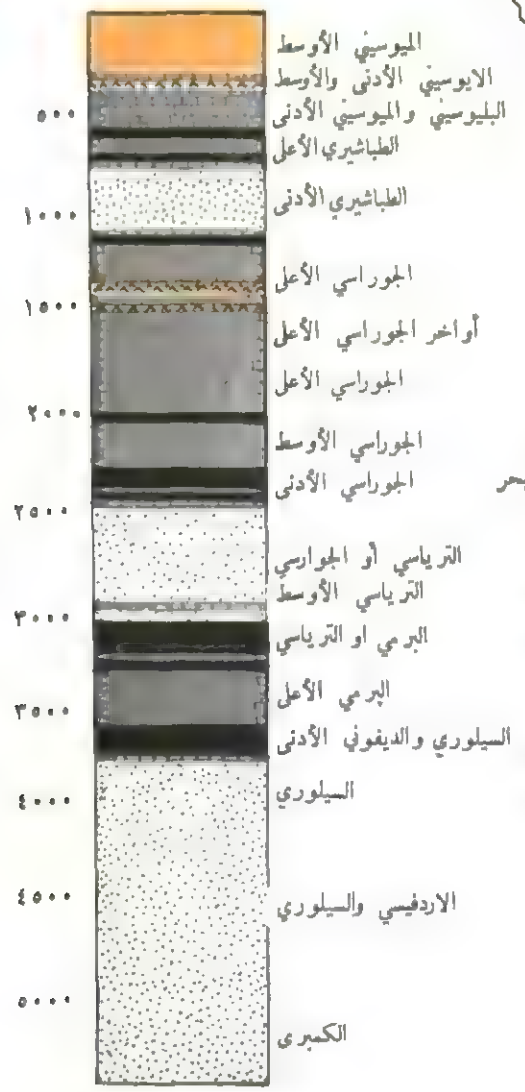 الميوسيني الأوسط
الايوسيني الأدنى والأوسط
٥٠٠ البليوسيني والميوسيني الأدنى
الطباشيري الأعلى
١٠٠٠ الطباشيري الأدنى
الجوراسي الأعلى
١٥٠٠
أواخر الجوراسي الأعلى
الجوراسي الأعلى
٢٠٠٠
الجوراسي الأوسط
الجوراسي الأدنى بحر
٢٥٠٠
الترياسي أو الجوارسي
الترياسي الأوسط
٣٠٠٠
البرمي او الترياسي
البرمي الأعلى
٣٥٠٠
السيلوري والديفوني الأدنى
٤٠٠٠ السيلوري
٤٥٠٠ الاردفيسي والسيلوري
٥٠٠٠
الكمبري